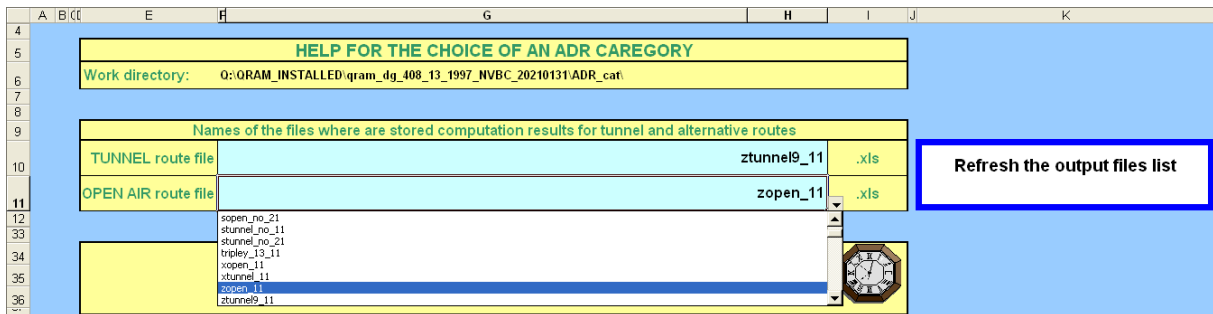 A B C D E F G H I J K
4
5 HELP FOR THE CHOICE OF AN ADR CAREGORY
6 Work directory: Q:\QRAM_INSTALLED\qram_dg_408_13_1997_NVBC_20210131\ADR_cat\
7
8
9 Names of the files where are stored computation results for tunnel and alternative routes
10 TUNNEL route file ztunnel9_11 .xls Refresh the output files list
11 OPEN AIR route file zopen_11 .xls
12 sopen_no_21
33 stunnel_no_11
stunnel_no_21
34 tripley_13_11
xopen_11
35 xtunnel_11
zopen_11
36 ztunnel9_11